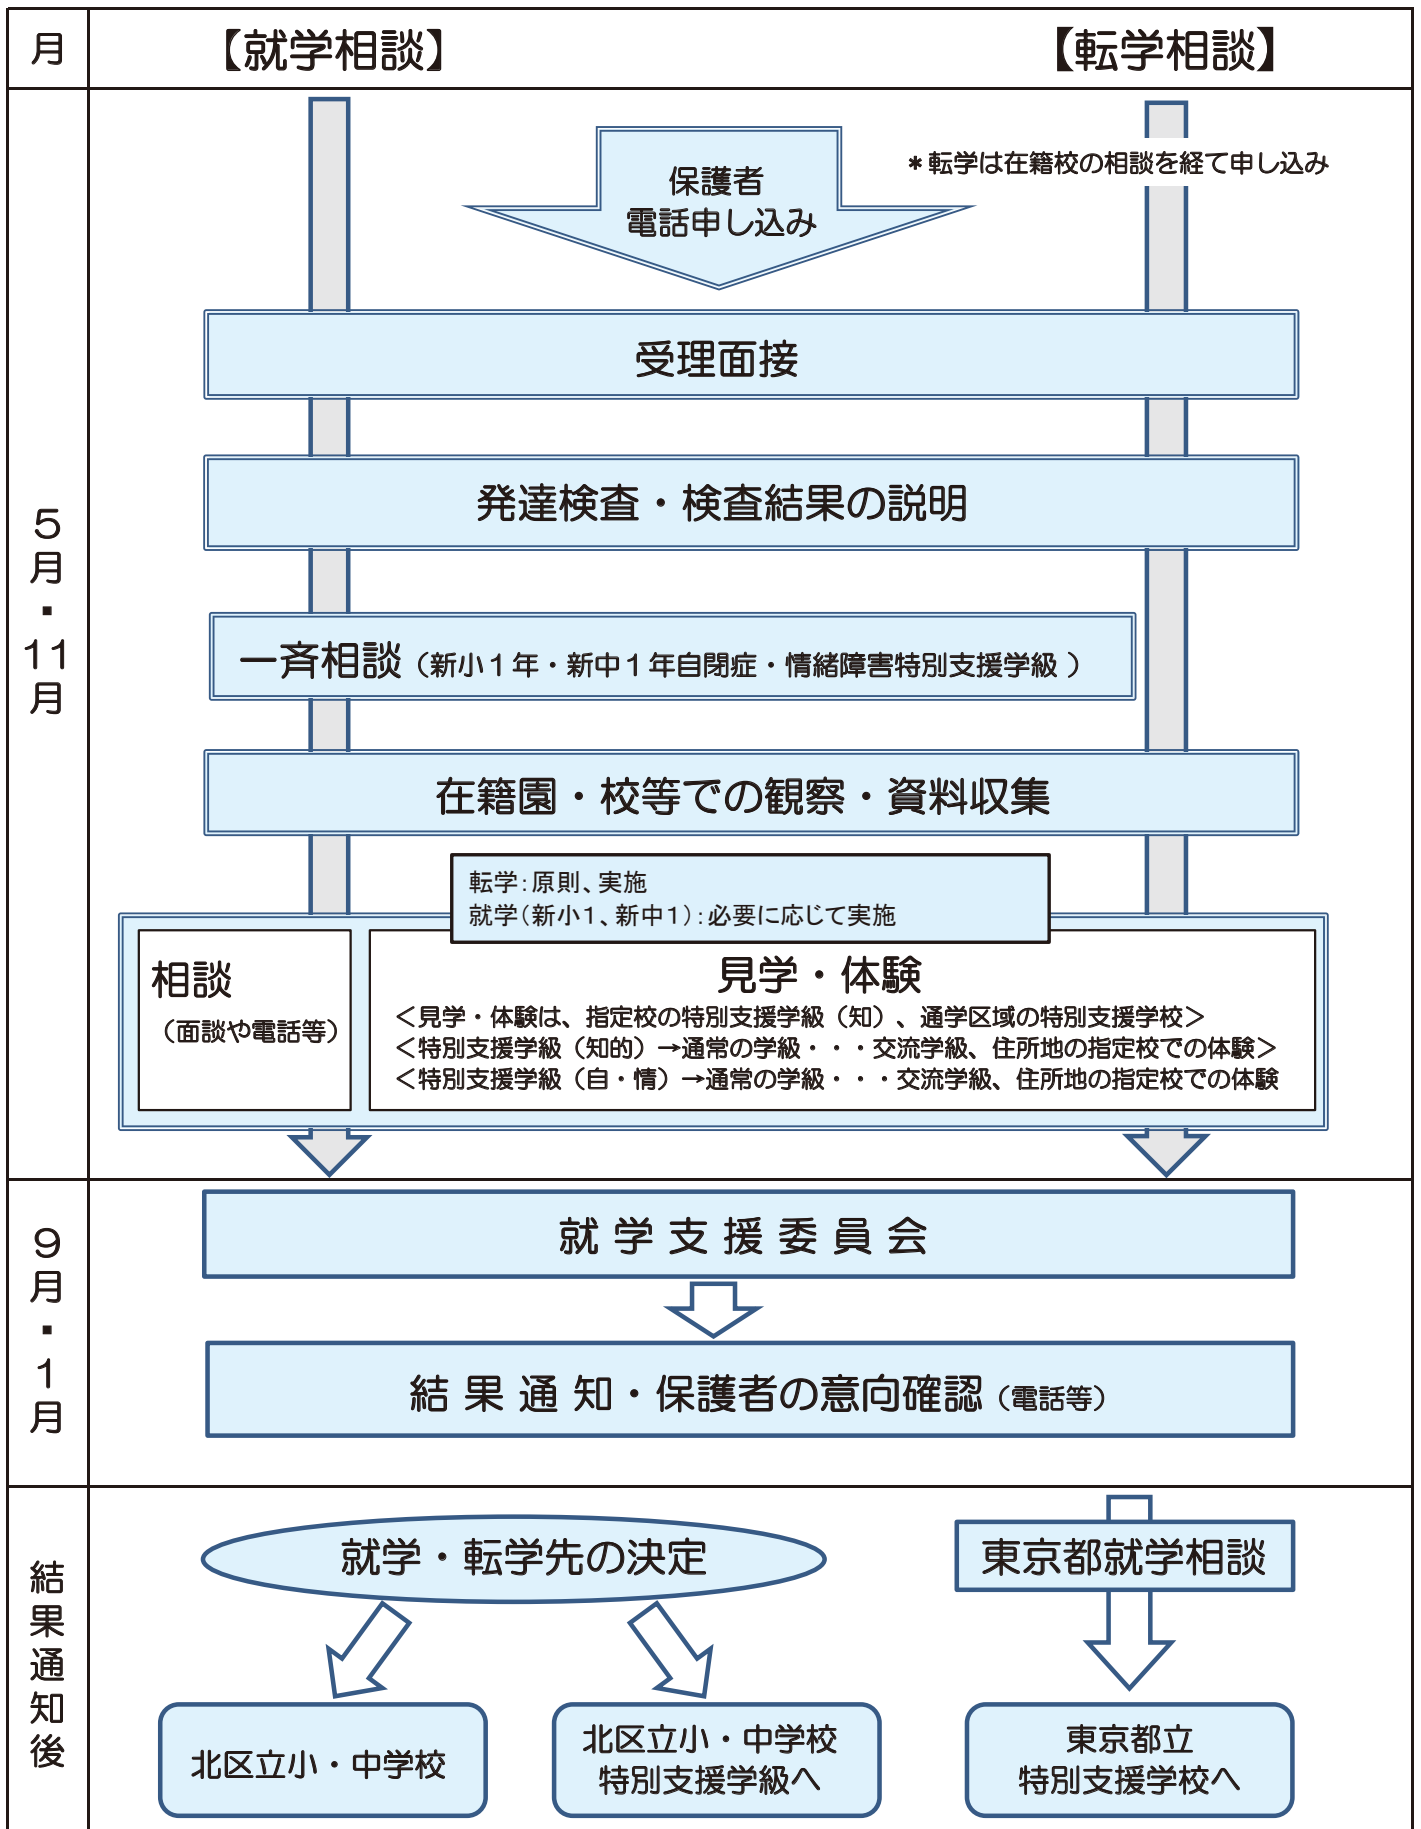 月
【就学相談】
【転学相談】
5月・11月
保護者
電話申し込み
＊転学は在籍校の相談を経て申し込み
受理面接
発達検査・検査結果の説明
一斉相談（新小１年・新中１年自閉症・情緒障害特別支援学級 ）
在籍園・校等での観察・資料収集
転学：原則、実施
就学（新小１、新中１）：必要に応じて実施
相談
（面談や電話等）
見学・体験
＜見学・体験は、指定校の特別支援学級（知）、通学区域の特別支援学校＞
＜特別支援学級（知的）→通常の学級・・・交流学級、住所地の指定校での体験＞
＜特別支援学級（自・情）→通常の学級・・・交流学級、住所地の指定校での体験
9月・1月
就 学 支 援 委 員 会
結 果 通 知・保護者の意向確認（電話等）
結果通知後
就学・転学先の決定
東京都就学相談
北区立小・中学校
北区立小・中学校
特別支援学級へ
東京都立
特別支援学校へ